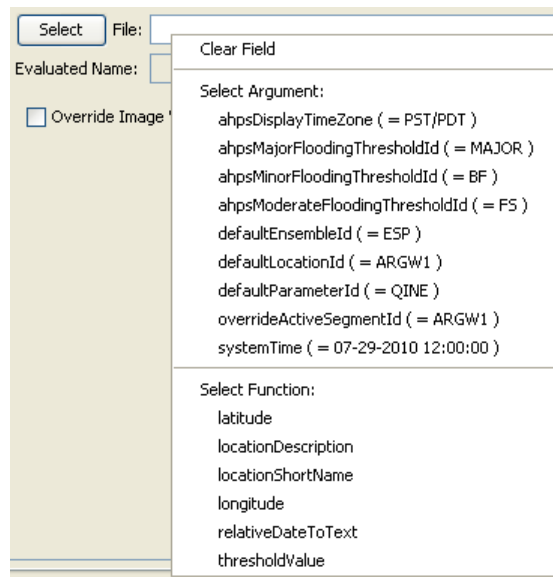 Select File:
Clear Field
Evaluated Name:
Select Argument:
Override Image '
ahpsDisplayTimeZone ( = PST/PDT )
ahpsMajorFloodingThresholdId ( = MAJOR )
ahpsMinorFloodingThresholdId ( = BF )
ahpsModerateFloodingThresholdId ( = FS )
defaultEnsembleId ( = ESP )
defaultLocationId ( = ARGW1 )
defaultParameterId ( = QINE )
overrideActiveSegmentId ( = ARGW1 )
systemTime ( = 07-29-2010 12:00:00 )
Select Function:
latitude
locationDescription
locationShortName
longitude
relativeDateToText
thresholdValue